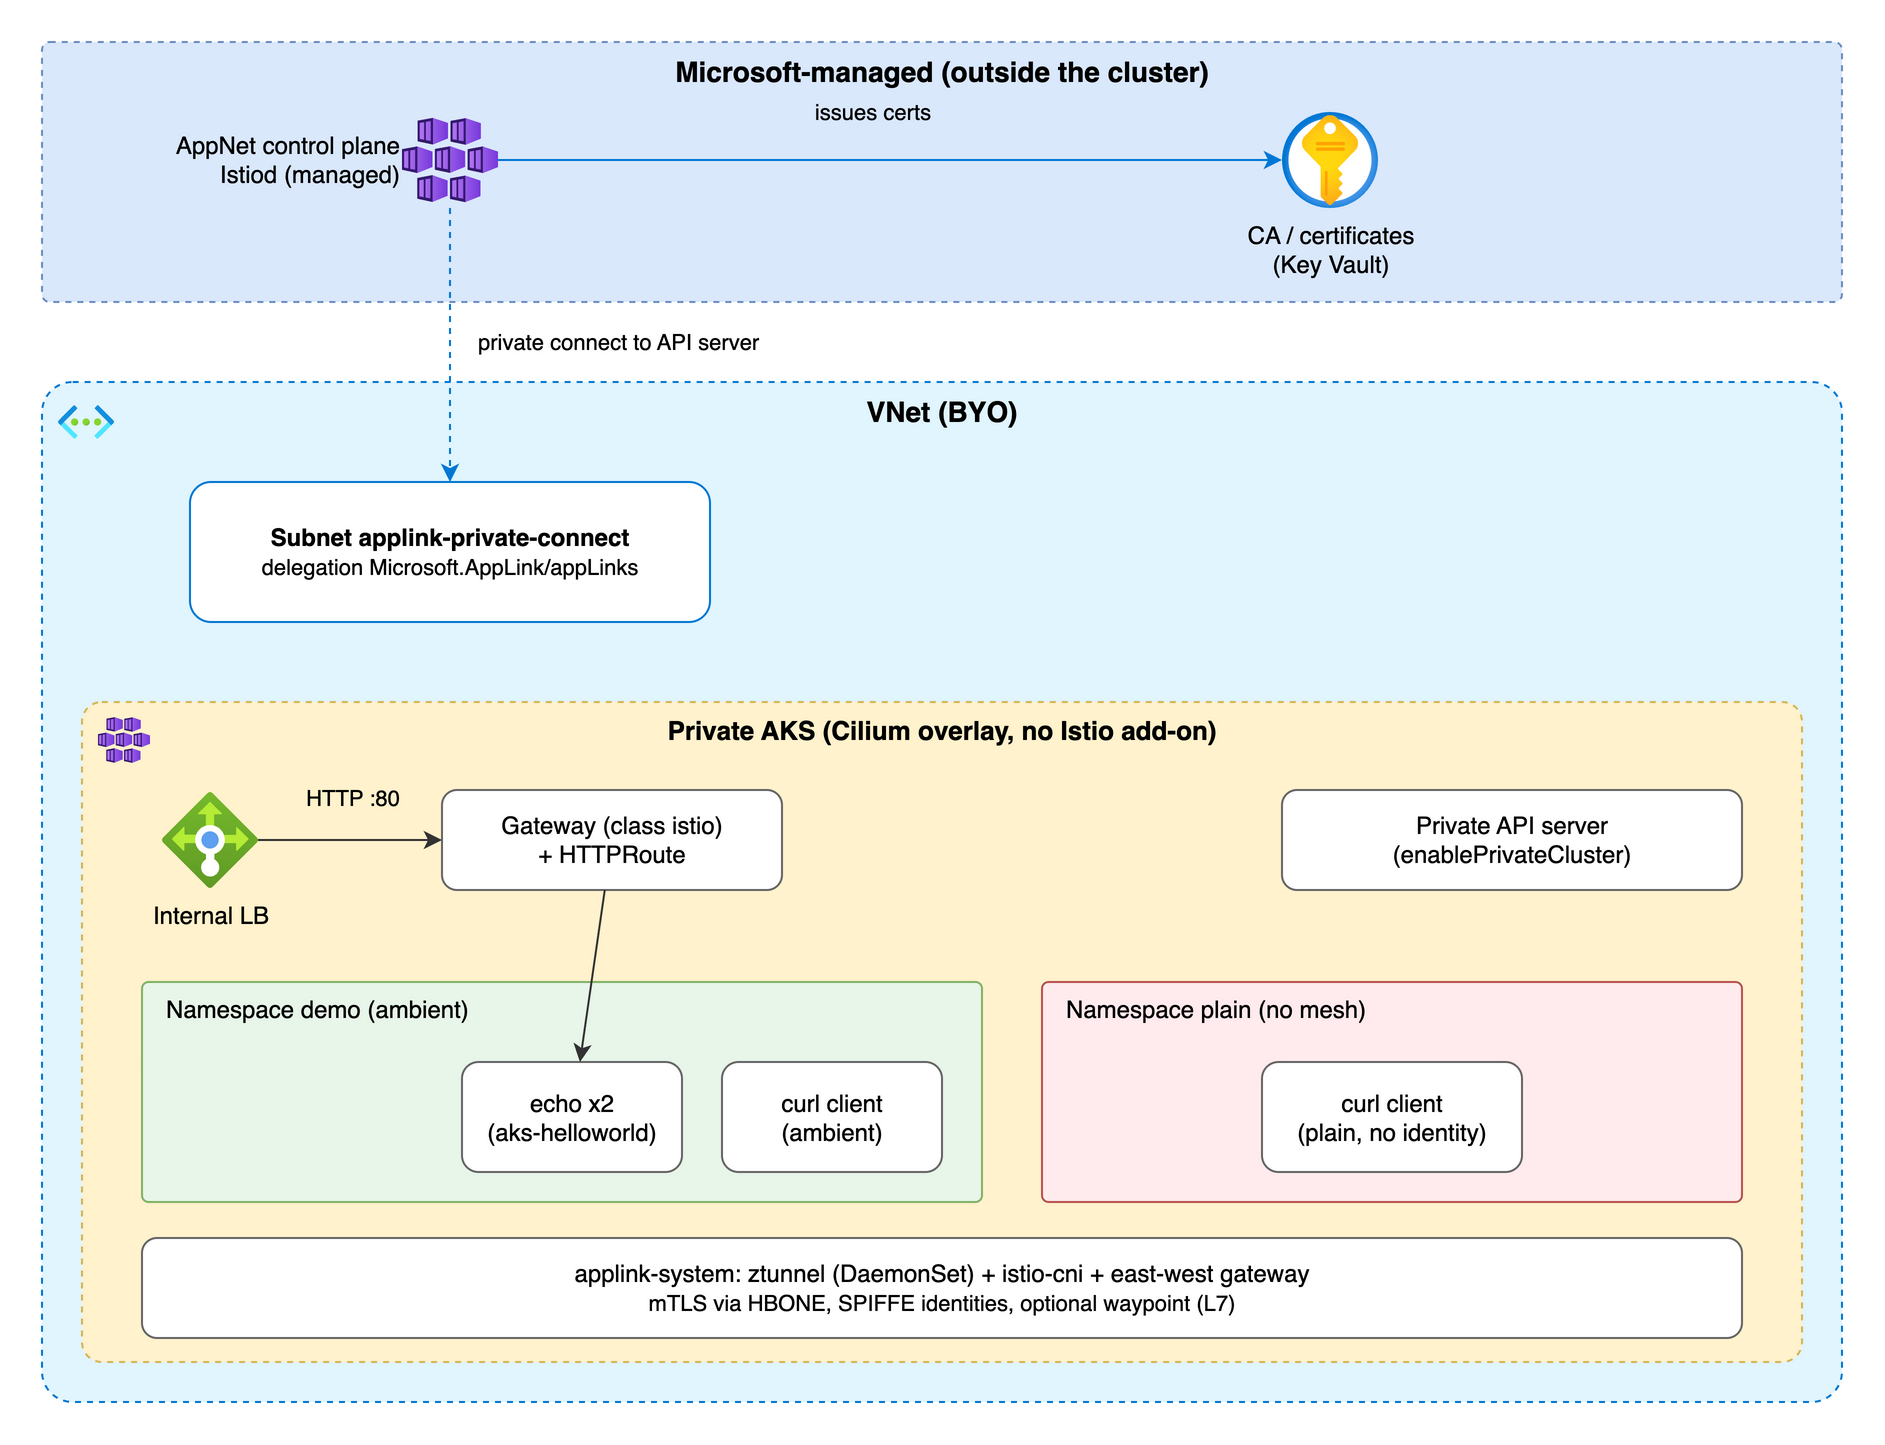 Microsoft-managed (outside the cluster)
issues certs
AppNet control plane
Istiod (managed)
CA / certificates
(Key Vault)
private connect to API server
VNet (BYO)
Subnet applink-private-connect
delegation Microsoft.AppLink/appLinks
Private AKS (Cilium overlay, no Istio add-on)
HTTP :80
Gateway (class istio)
+ HTTPRoute
Private API server
(enablePrivateCluster)
Internal LB
Namespace demo (ambient)
Namespace plain (no mesh)
echo x2
(aks-helloworld)
curl client
(ambient)
curl client
(plain, no identity)
applink-system: ztunnel (DaemonSet) + istio-cni + east-west gateway
mTLS via HBONE, SPIFFE identities, optional waypoint (L7)